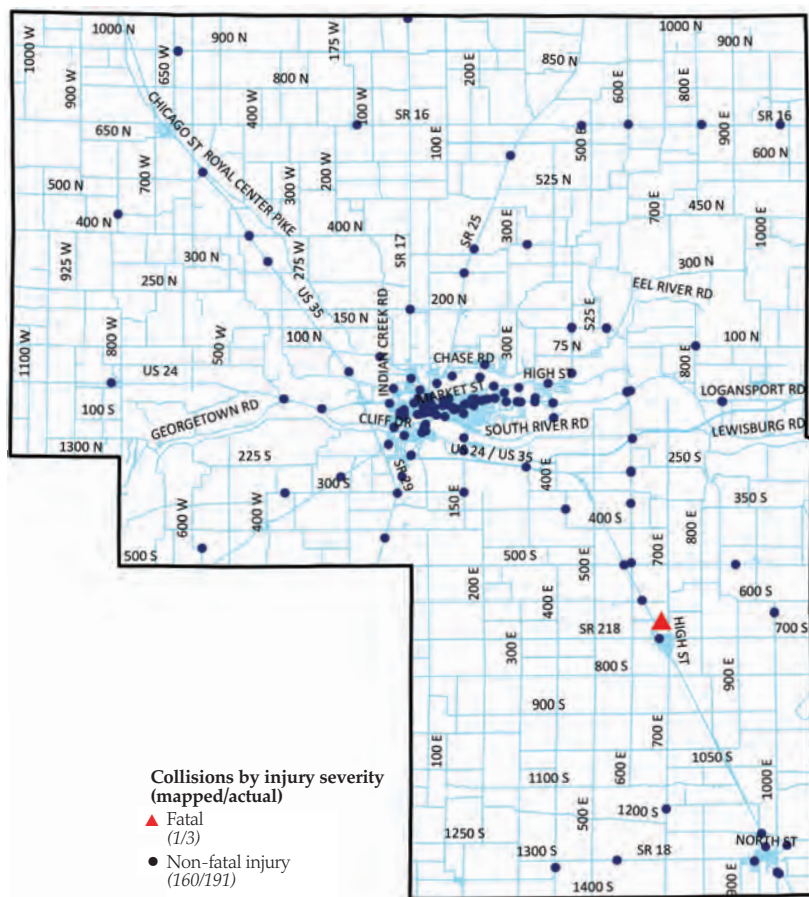 1000 N
900 N
175 W
1000 N
900 N
1000 W
650 W
850 N
200 E
900 W
800 N
600 E
800 E
400 W
100 W
SR 16
SR 16
900 E
650 N
CHICAGO ST ROYAL CENTER PIKE
100 E
500 E
600 N
700 W
300 W
200 W
525 N
500 N
400 N
400 N
700 E
450 N
1000 E
SR 25
300 E
SR 17
925 W
300 N
275 W
300 N
250 N
US 35
INDIAN CREEK RD
200 N
EEL RIVER RD
150 N
525 E
1100 W
800 W
500 W
100 N
CHASE RD
300 E
75 N
100 N
800 E
US 24
HIGH ST
MARKET ST
LOGANSPORT RD
100 S
GEORGETOWN RD
CLIFF DR
SOUTH RIVER RD
LEWISBURG RD
1300 N
225 S
US 24 / US 35
250 S
SR 29
400 E
300 S
150 E
350 S
600 W
400 W
400 S
800 E
700 E
500 S
500 S
500 E
200 E
400 E
600 S
700 S
SR 218
HIGH ST
300 E
800 S
900 E
900 S
700 E
100 E
1050 S
600 E
1000 E
1100 S
500 E
1200 S
1250 S
NORTH ST
1300 S
SR 18
900 E
1400 S
Collisions by injury severity
(mapped/actual)
Fatal
(1/3)
Non-fatal injury
(160/191)